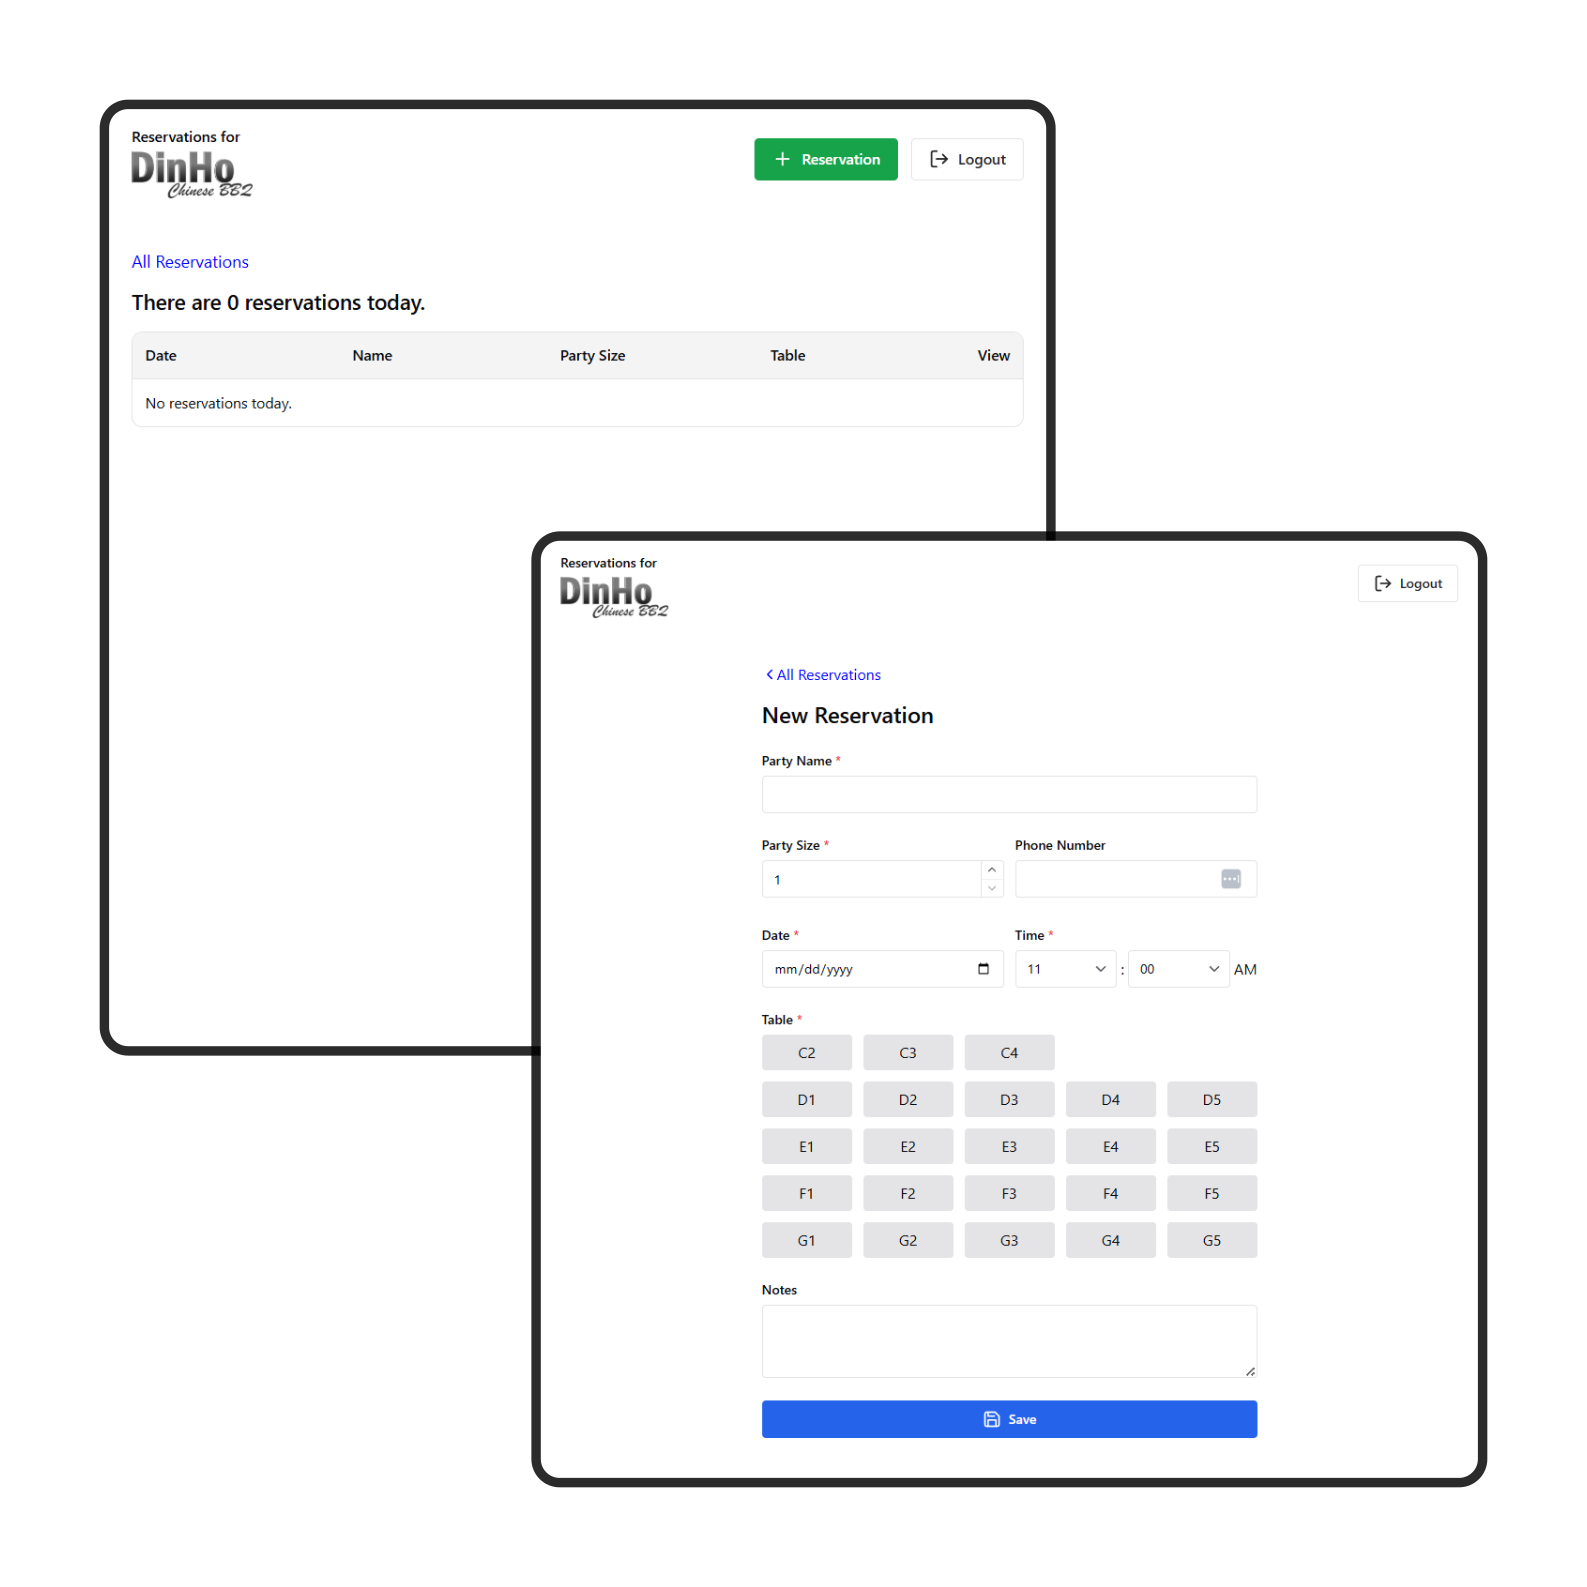 Reservations for
DinHo
Chinese BBQ
Reservation
Logout
All Reservations
There are 0 reservations today.
Date Name Party Size Table View
No reservations today.
Reservations for
DinHo
Chinese BBQ
Logout
All Reservations
New Reservation
Party Name *
Party Size * Phone Number
1
Date * Time *
mm/dd/yyyy 11 : 00 AM
Table *
C2 C3 C4
D1 D2 D3 D4 D5
E1 E2 E3 E4 E5
F1 F2 F3 F4 F5
G1 G2 G3 G4 G5
Notes
Save